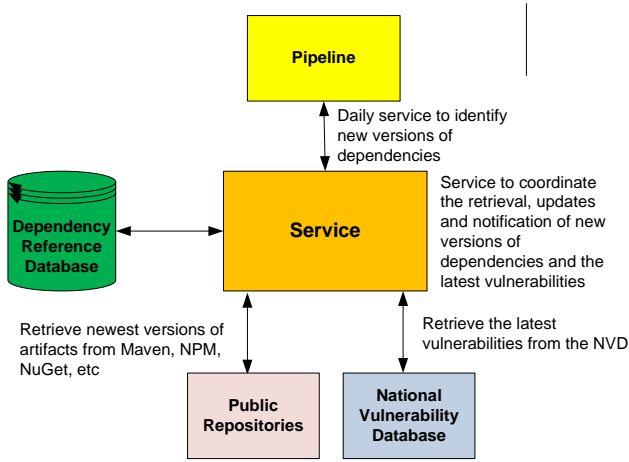 Pipeline
Daily service to identify
new versions of
dependencies
Dependency
Reference
Database
Service
Service to coordinate
the retrieval, updates
and notification of new
versions of
dependencies and the
latest vulnerabilities
Retrieve newest versions of
artifacts from Maven, NPM,
NuGet, etc
Retrieve the latest
vulnerabilities from the NVD
Public
Repositories
National
Vulnerability
Database